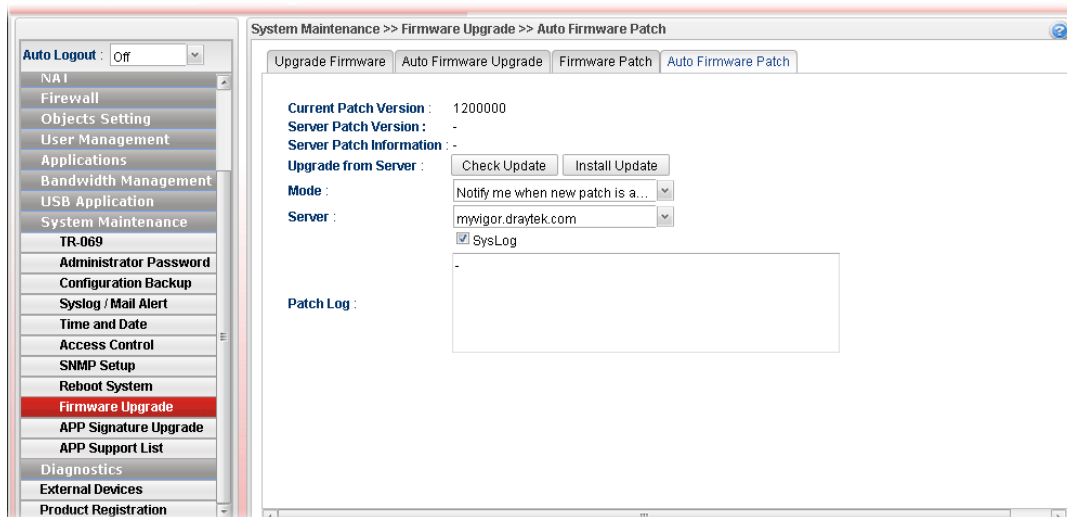 System Maintenance >> Firmware Upgrade >> Auto Firmware Patch
Auto Logout : Off
NAT
Firewall
Objects Setting
User Management
Applications
Bandwidth Management
USB Application
System Maintenance
TR-069
Administrator Password
Configuration Backup
Syslog / Mail Alert
Time and Date
Access Control
SNMP Setup
Reboot System
Firmware Upgrade
APP Signature Upgrade
APP Support List
Diagnostics
External Devices
Product Registration
Upgrade Firmware Auto Firmware Upgrade Firmware Patch Auto Firmware Patch
Current Patch Version : 1200000
Server Patch Version : -
Server Patch Information : -
Upgrade from Server : Check Update Install Update
Mode : Notify me when new patch is a...
Server : myvigor.draytek.com
SysLog
-
Patch Log :